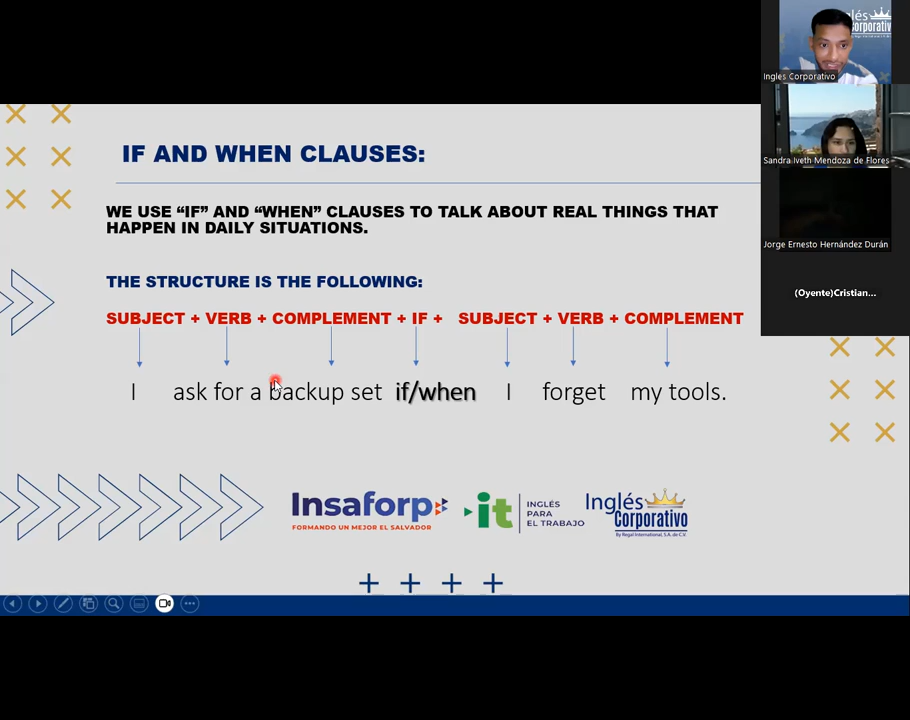 IF AND WHEN CLAUSES:
WE USE “IF” AND “WHEN” CLAUSES TO TALK ABOUT REAL THINGS THAT
HAPPEN IN DAILY SITUATIONS.
THE STRUCTURE IS THE FOLLOWING:
SUBJECT + VERB + COMPLEMENT + IF + SUBJECT + VERB + COMPLEMENT
I ask for a backup set if/when I forget my tools.
Insaforp
FORMANDO UN MEJOR EL SALVADOR
it
INGLÉS
PARA
EL TRABAJO
Inglés
Corporativo
By Regal International, S.A. de C.V.
Ingles Corporativo
Sandra Iveth Mendoza de Flores
Jorge Ernesto Hernández Durán
(Oyente)Cristian...